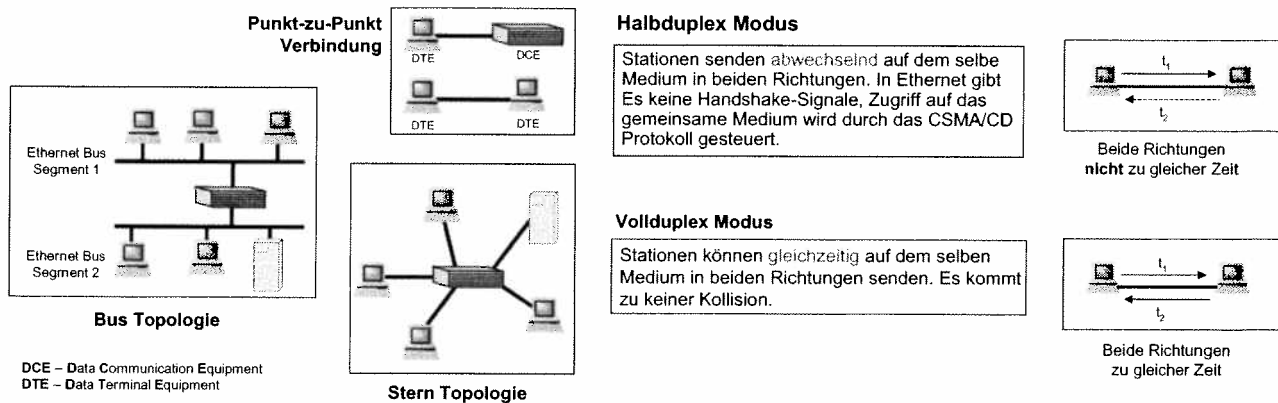 Punkt-zu-Punkt
Verbindung
DTE
DCE
DTE
DTE
Ethernet Bus
Segment 1
Ethernet Bus
Segment 2
Bus Topologie
DCE – Data Communication Equipment
DTE – Data Terminal Equipment
Stern Topologie
Halbduplex Modus
Stationen senden abwechselnd auf dem selbe
Medium in beiden Richtungen. In Ethernet gibt
Es keine Handshake-Signale, Zugriff auf das
gemeinsame Medium wird durch das CSMA/CD
Protokoll gesteuert.
t1
t2
Beide Richtungen
nicht zu gleicher Zeit
Vollduplex Modus
Stationen können gleichzeitig auf dem selben
Medium in beiden Richtungen senden. Es kommt
zu keiner Kollision.
t1
t2
Beide Richtungen
zu gleicher Zeit